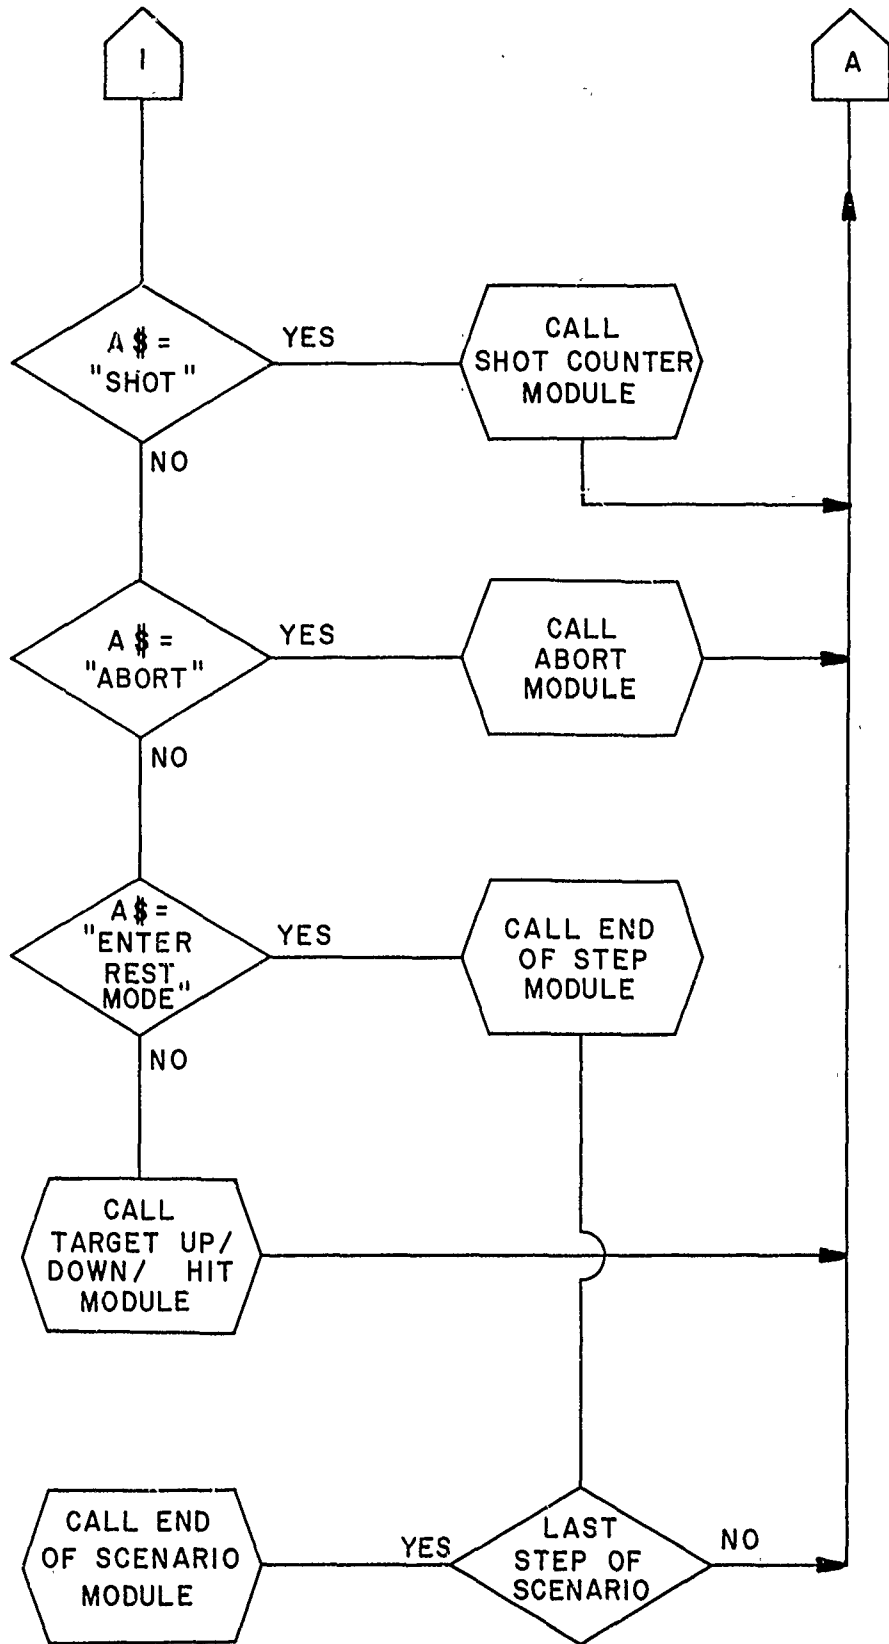 1
A
A$=
"SHOT"
YES
CALL
SHOT COUNTER
MODULE
NO
A$=
"ABORT"
YES
CALL
ABORT
MODULE
NO
A$=
"ENTER
REST
MODE"
YES
CALL END
OF STEP
MODULE
NO
CALL
TARGET UP/
DOWN/ HIT
MODULE
CALL END
OF SCENARIO
MODULE
YES
LAST
STEP OF
SCENARIO
NO